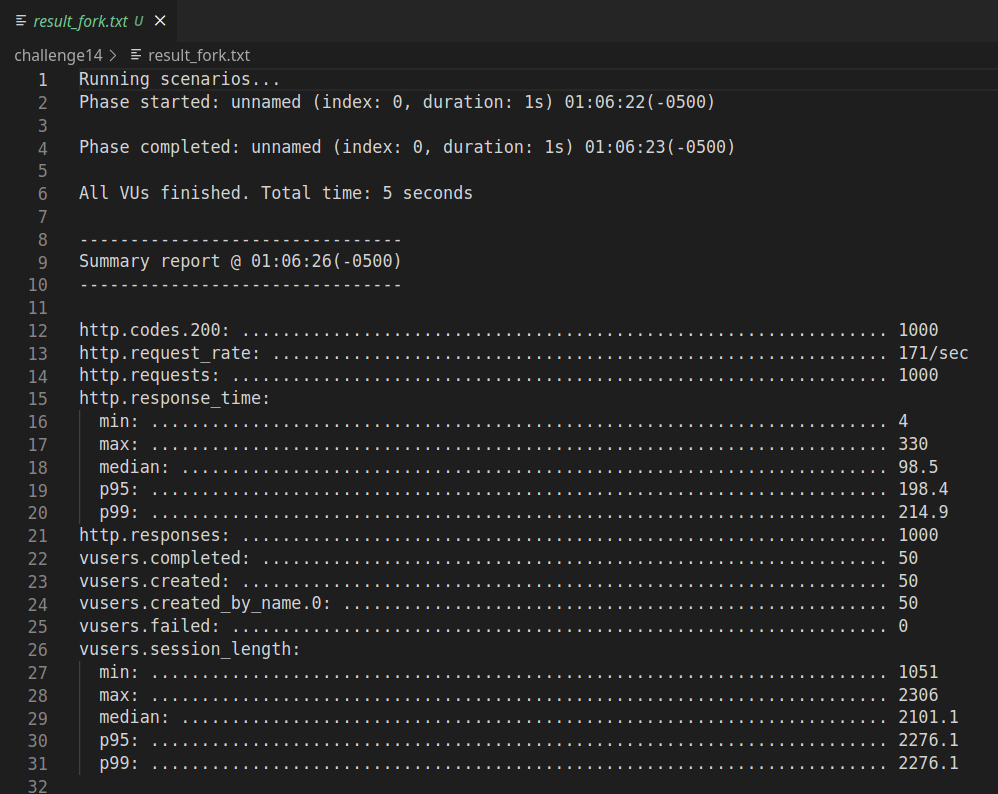 result_fork.txt U
challenge14 > result_fork.txt
1 Running scenarios...
2 Phase started: unnamed (index: 0, duration: 1s) 01:06:22(-0500)
3
4 Phase completed: unnamed (index: 0, duration: 1s) 01:06:23(-0500)
5
6 All VUs finished. Total time: 5 seconds
7
8 --------------------------------
9 Summary report @ 01:06:26(-0500)
10 --------------------------------
11
12 http.codes.200: ................................................................ 1000
13 http.request_rate: ............................................................. 171/sec
14 http.requests: ................................................................. 1000
15 http.response_time:
16 min: ......................................................................... 4
17 max: ......................................................................... 330
18 median: ...................................................................... 98.5
19 p95: ......................................................................... 198.4
20 p99: ......................................................................... 214.9
21 http.responses: ................................................................ 1000
22 vusers.completed: .............................................................. 50
23 vusers.created: ................................................................ 50
24 vusers.created_by_name.0: ...................................................... 50
25 vusers.failed: ................................................................. 0
26 vusers.session_length:
27 min: ......................................................................... 1051
28 max: ......................................................................... 2306
29 median: ...................................................................... 2101.1
30 p95: ......................................................................... 2276.1
31 p99: ......................................................................... 2276.1
32